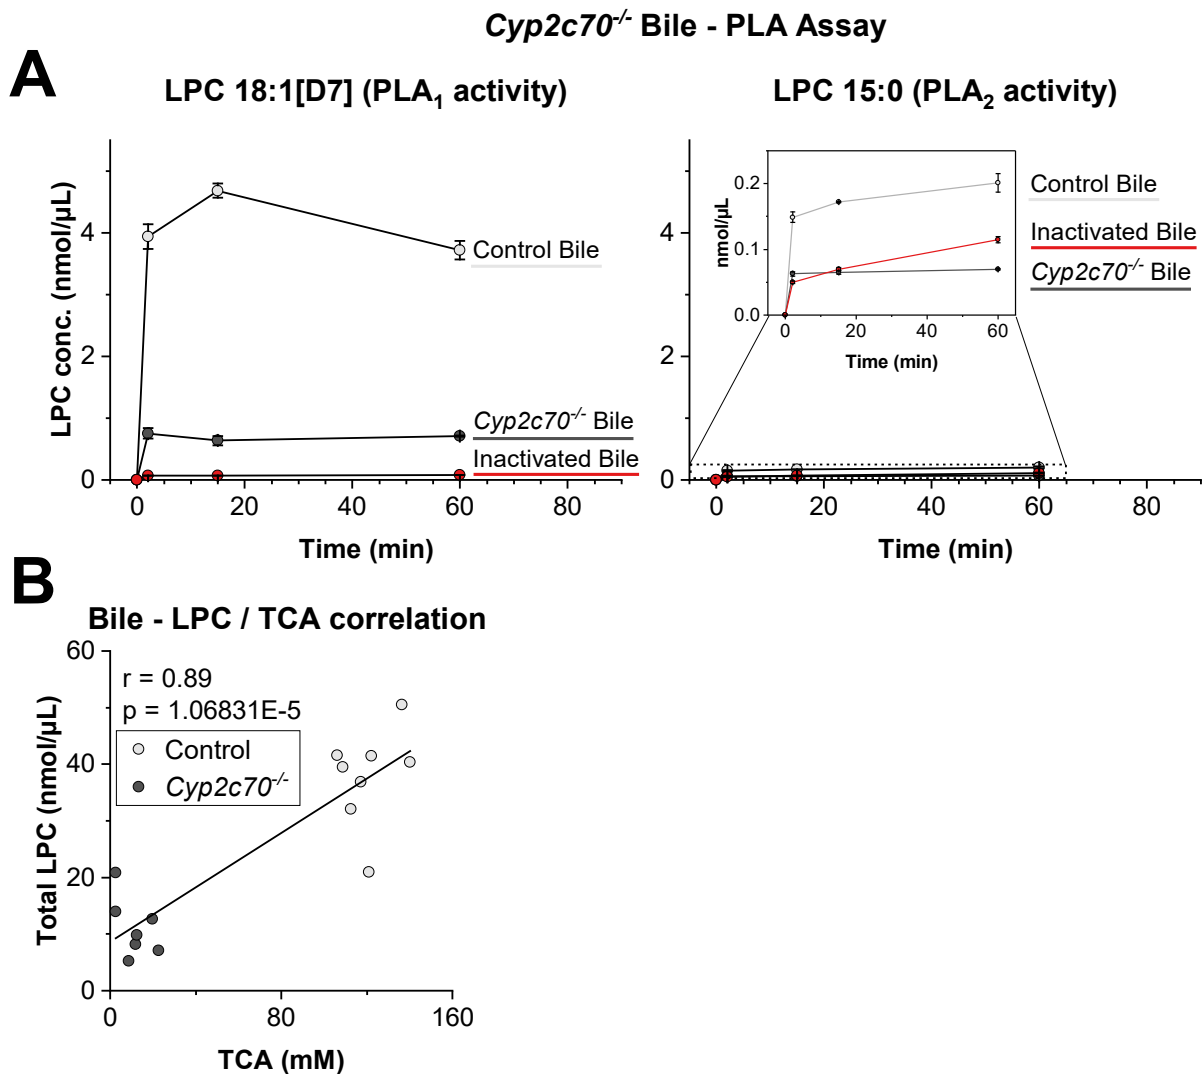 Cyp2c70-/- Bile - PLA Assay
A
LPC 18:1[D7] (PLA1 activity)
LPC conc. (nmol/µL)
4
2
0
0
20
40
60
80
Time (min)
Control Bile
Cyp2c70-/- Bile
Inactivated Bile
LPC 15:0 (PLA2 activity)
4
2
0
0
20
40
60
80
Time (min)
nmol/µL
0.2
0.1
0.0
0
20
40
60
Time (min)
Control Bile
Inactivated Bile
Cyp2c70-/- Bile
B
Bile - LPC / TCA correlation
Total LPC (nmol/µL)
60
40
20
0
r = 0.89
p = 1.06831E-5
Control
Cyp2c70-/-
0
80
160
TCA (mM)